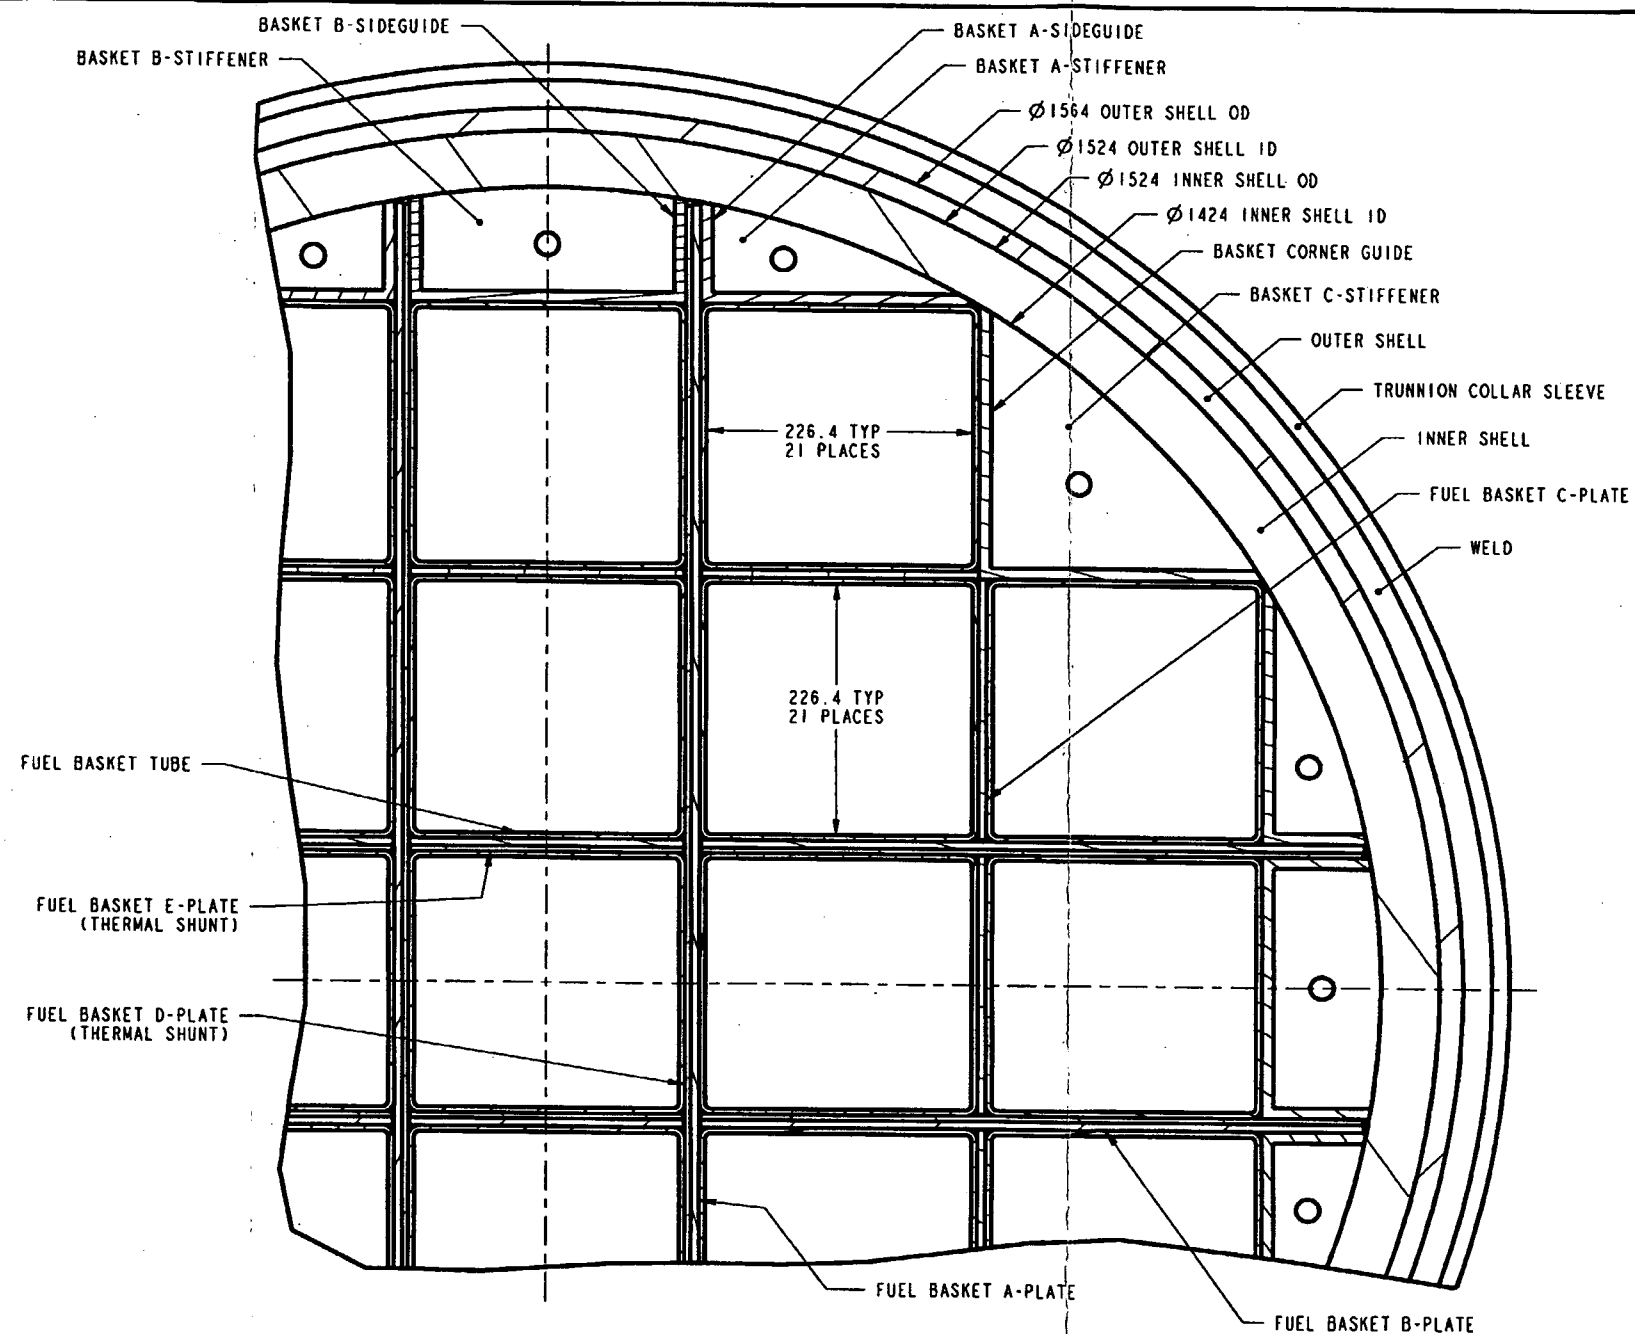 BASKET B-SIDEGUIDE
BASKET A-SIDEGUIDE
BASKET B-STIFFENER
BASKET A-STIFFENER
Ø1564 OUTER SHELL OD
Ø1524 OUTER SHELL ID
Ø1524 INNER SHELL OD
Ø1424 INNER SHELL ID
BASKET CORNER GUIDE
BASKET C-STIFFENER
OUTER SHELL
TRUNNION COLLAR SLEEVE
INNER SHELL
226.4 TYP
21 PLACES
FUEL BASKET C-PLATE
WELD
226.4 TYP
21 PLACES
FUEL BASKET TUBE
FUEL BASKET E-PLATE
(THERMAL SHUNT)
FUEL BASKET D-PLATE
(THERMAL SHUNT)
FUEL BASKET A-PLATE
FUEL BASKET B-PLATE